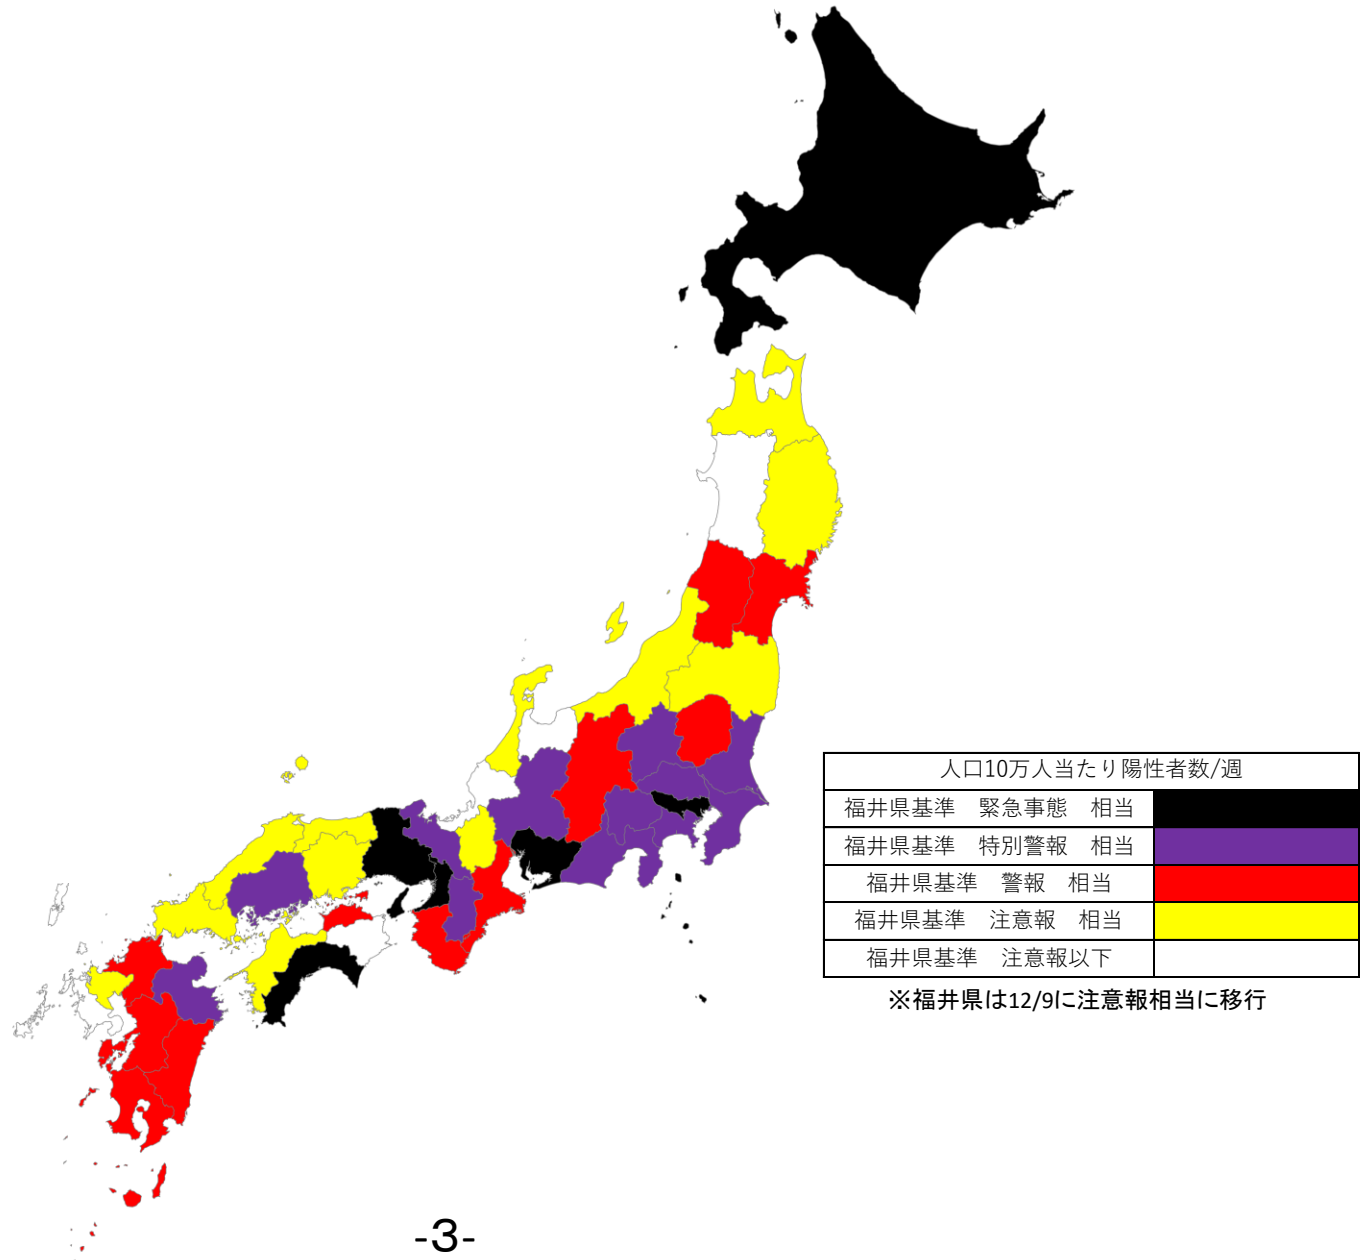 人口10万人当たり陽性者数/週
福井県基準　緊急事態　相当
福井県基準　特別警報　相当
福井県基準　警報　相当
福井県基準　注意報　相当
福井県基準　注意報以下
※福井県は12/9に注意報相当に移行
-3-